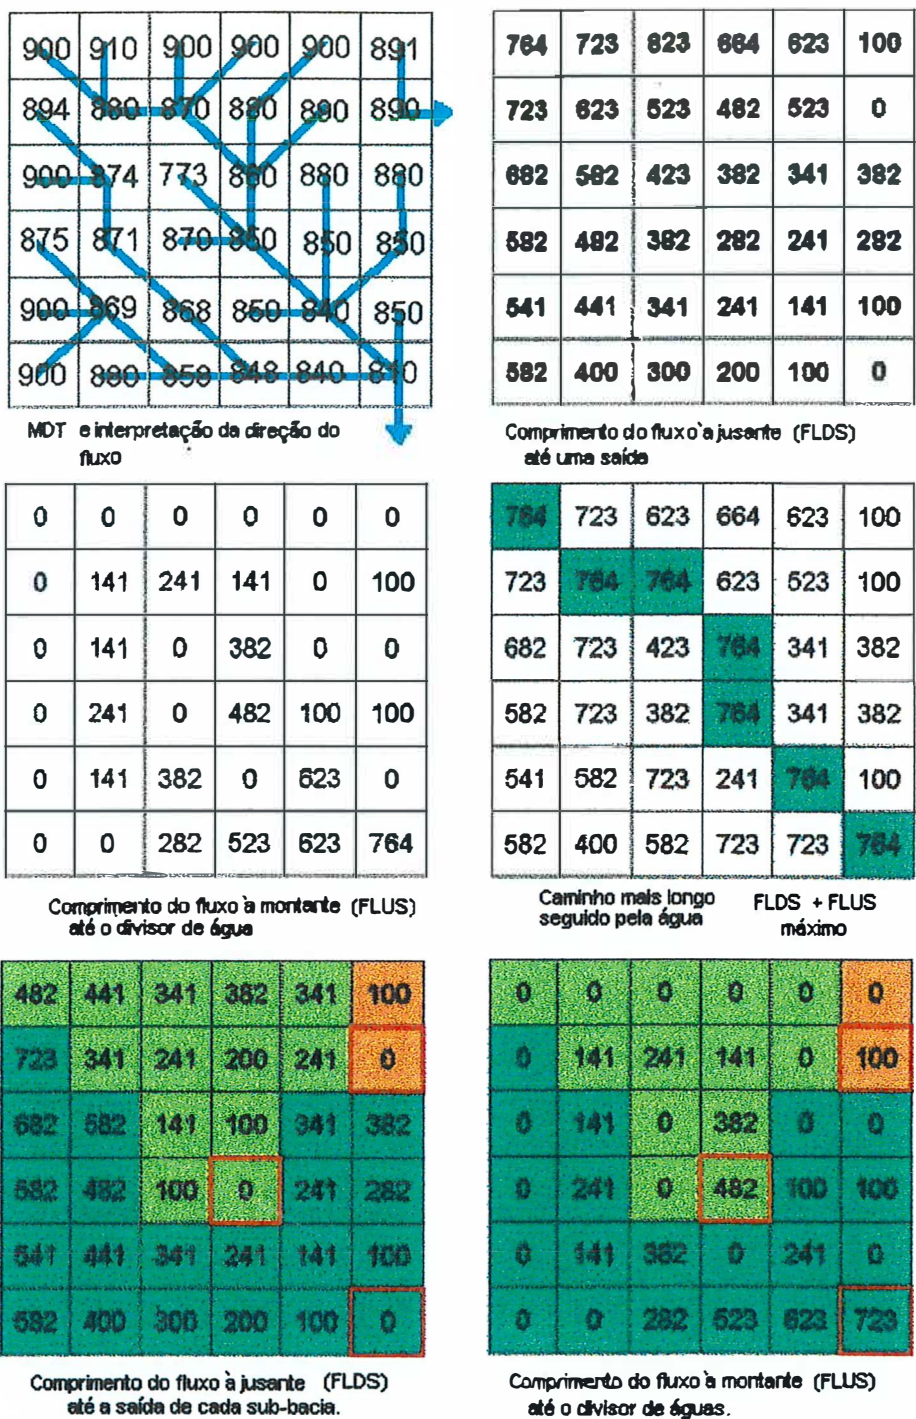 900 910 900 900 900 891
894 880 870 880 890 890
900 874 773 860 880 880
875 871 870 850 850 850
900 869 868 850 840 850
900 880 858 848 840 810
MDT e interpretação da direção do
fluxo
764 723 823 664 623 100
723 623 523 482 523 0
682 582 423 382 341 382
582 482 382 282 241 282
541 441 341 241 141 100
582 400 300 200 100 0
Comprimento do fluxo à jusante (FLDS)
até uma saída
0 0 0 0 0 0
0 141 241 141 0 100
0 141 0 382 0 0
0 241 0 482 100 100
0 141 382 0 623 0
0 0 282 523 623 764
Comprimento do fluxo à montante (FLUS)
até o divisor de água
764 723 623 664 623 100
723 764 764 623 523 100
682 723 423 764 341 382
582 723 382 764 341 382
541 582 723 241 764 100
582 400 582 723 723 764
Caminho mais longo
seguido pela água
FLDS + FLUS
máximo
482 441 341 382 341 100
723 341 241 200 241 0
682 582 141 100 341 382
582 482 100 0 241 282
541 441 341 241 141 100
582 400 300 200 100 0
Comprimento do fluxo à jusante (FLDS)
até a saída de cada sub-bacia.
0 0 0 0 0 0
0 141 241 141 0 100
0 141 0 382 0 0
0 241 0 482 100 100
0 141 382 0 241 0
0 0 282 523 623 723
Comprimento do fluxo à montante (FLUS)
até o divisor de águas.